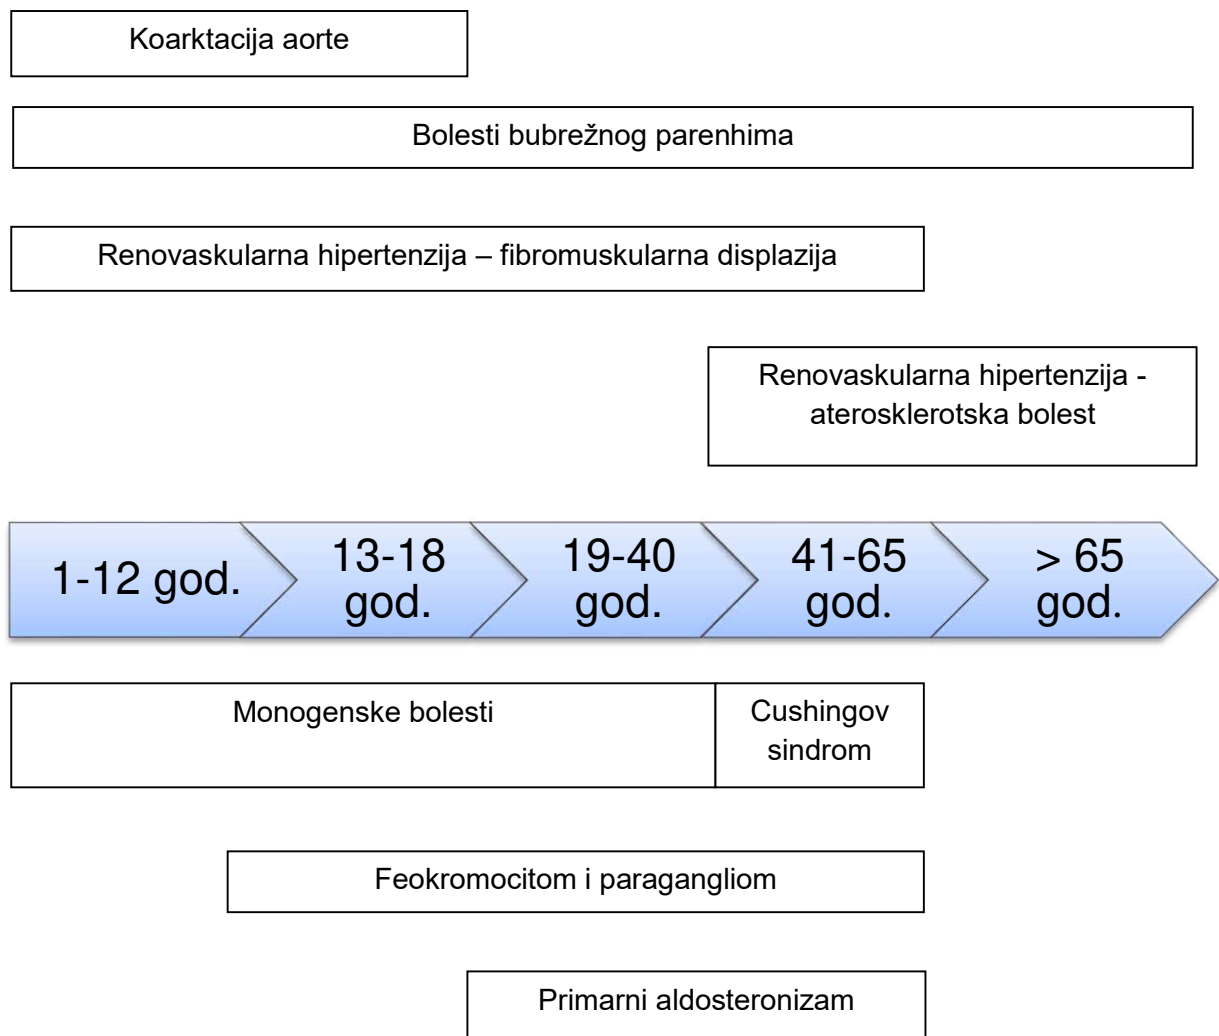 Koarktacija aorte
Bolesti bubrežnog parenhima
Renovaskularna hipertenzija – fibromuskularna displazija
Renovaskularna hipertenzija -
aterosklerotska bolest
1-12 god.
13-18
god.
19-40
god.
41-65
god.
> 65
god.
Monogenske bolesti
Cushingov
sindrom
Feokromocitom i paragangliom
Primarni aldosteronizam